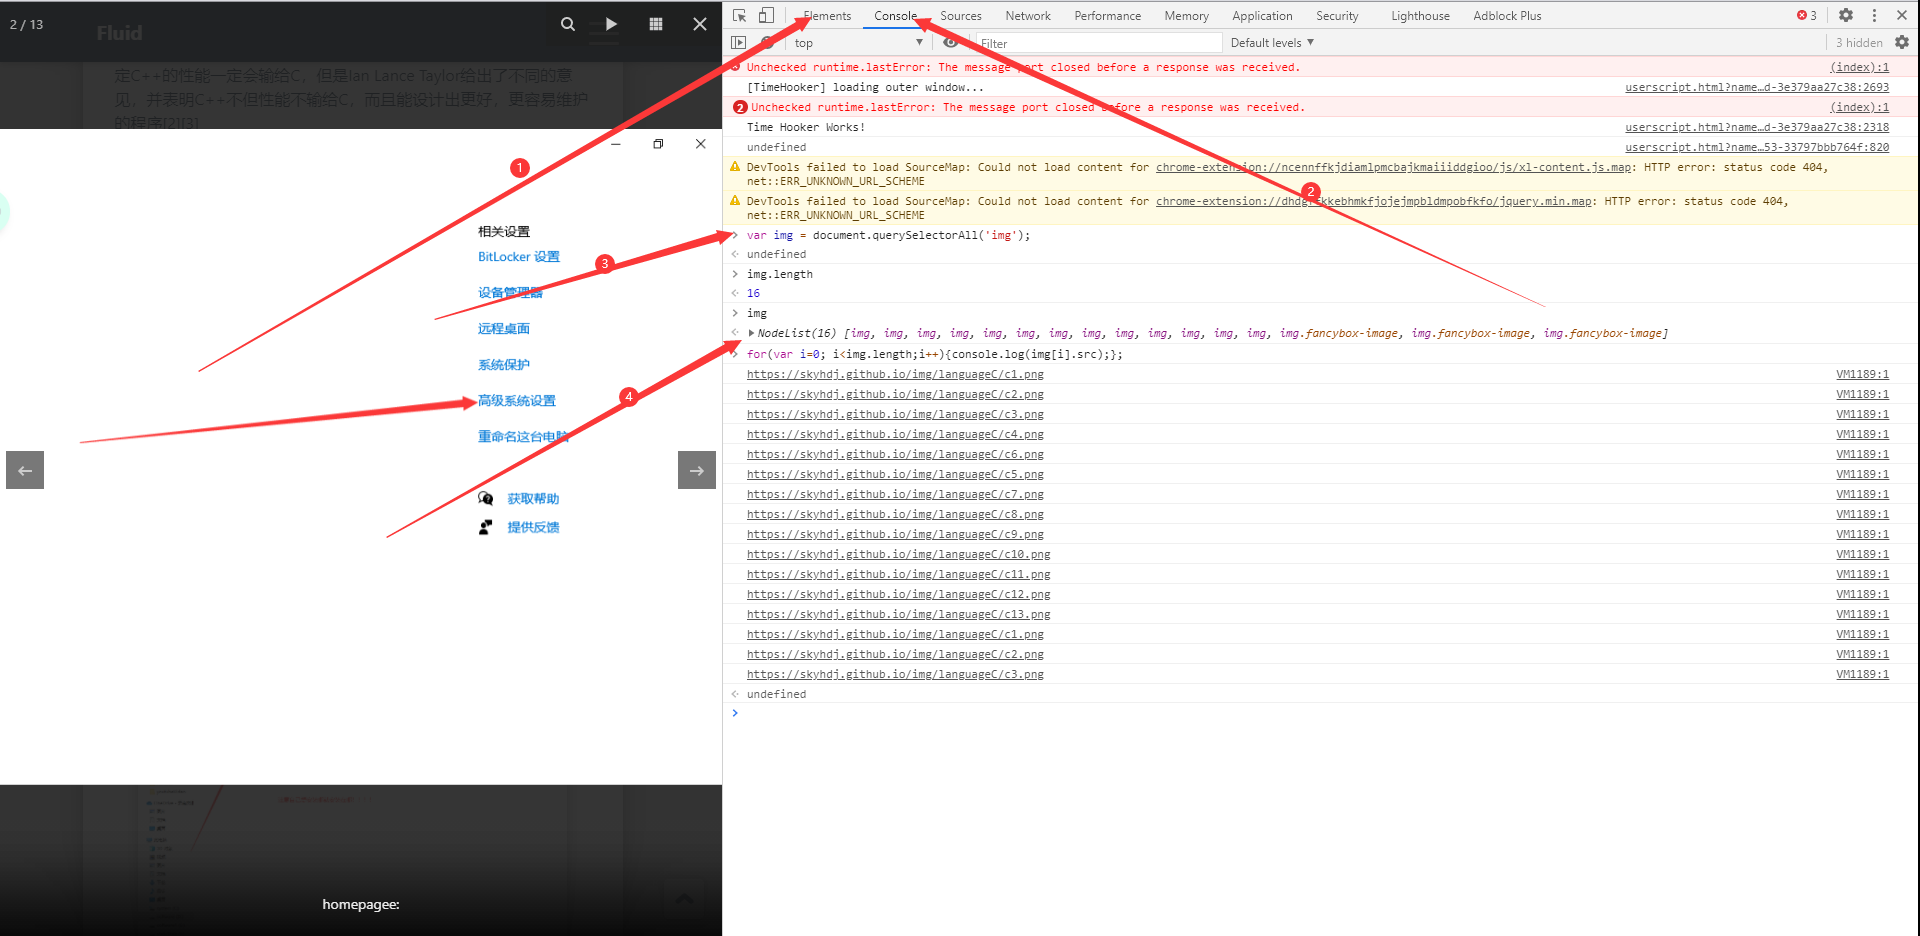 2 / 13
Fluid
定C++的性能一定会输给C，但是Ian Lance Taylor给出了不同的意
见，并表明C++不但性能不输给C，而且能设计出更好，更容易维护
的程序[2][3]
1
相关设置
BitLocker 设置
3
设备管理器
远程桌面
系统保护
高级系统设置
4
重命名这台电脑
获取帮助
提供反馈
homepagee:
Elements Console Sources Network Performance Memory Application Security Lighthouse Adblock Plus 3
top Filter Default levels 3 hidden
Unchecked runtime.lastError: The message port closed before a response was received. (index):1
[TimeHooker] loading outer window... userscript.html?name…d-3e379aa27c38:2693
2 Unchecked runtime.lastError: The message port closed before a response was received. (index):1
Time Hooker Works! userscript.html?name…d-3e379aa27c38:2318
undefined userscript.html?name…53-33797bbb764f:820
DevTools failed to load SourceMap: Could not load content for chrome-extension://ncennffkjdiamlpmcbajkmaiiiddgioo/js/xl-content.js.map: HTTP error: status code 404,
net::ERR_UNKNOWN_URL_SCHEME
2
DevTools failed to load SourceMap: Could not load content for /jquery.min.map: HTTP error: status code 404,
net::ERR_UNKNOWN_URL_SCHEME
var img = document.querySelectorAll('img');
undefined
img.length
16
img
NodeList(16) [img, img, img, img, img, img, img, img, img, img, img, img, img, img.fancybox-image, img.fancybox-image, img.fancybox-image]
for(var i=0; i<img.length;i++){console.log(img[i].src);};
https://skyhdj.github.io/img/languageC/c1.png VM1189:1
https://skyhdj.github.io/img/languageC/c2.png VM1189:1
https://skyhdj.github.io/img/languageC/c3.png VM1189:1
https://skyhdj.github.io/img/languageC/c4.png VM1189:1
https://skyhdj.github.io/img/languageC/c6.png VM1189:1
https://skyhdj.github.io/img/languageC/c5.png VM1189:1
https://skyhdj.github.io/img/languageC/c7.png VM1189:1
https://skyhdj.github.io/img/languageC/c8.png VM1189:1
https://skyhdj.github.io/img/languageC/c9.png VM1189:1
https://skyhdj.github.io/img/languageC/c10.png VM1189:1
https://skyhdj.github.io/img/languageC/c11.png VM1189:1
https://skyhdj.github.io/img/languageC/c12.png VM1189:1
https://skyhdj.github.io/img/languageC/c13.png VM1189:1
https://skyhdj.github.io/img/languageC/c1.png VM1189:1
https://skyhdj.github.io/img/languageC/c2.png VM1189:1
https://skyhdj.github.io/img/languageC/c3.png VM1189:1
undefined